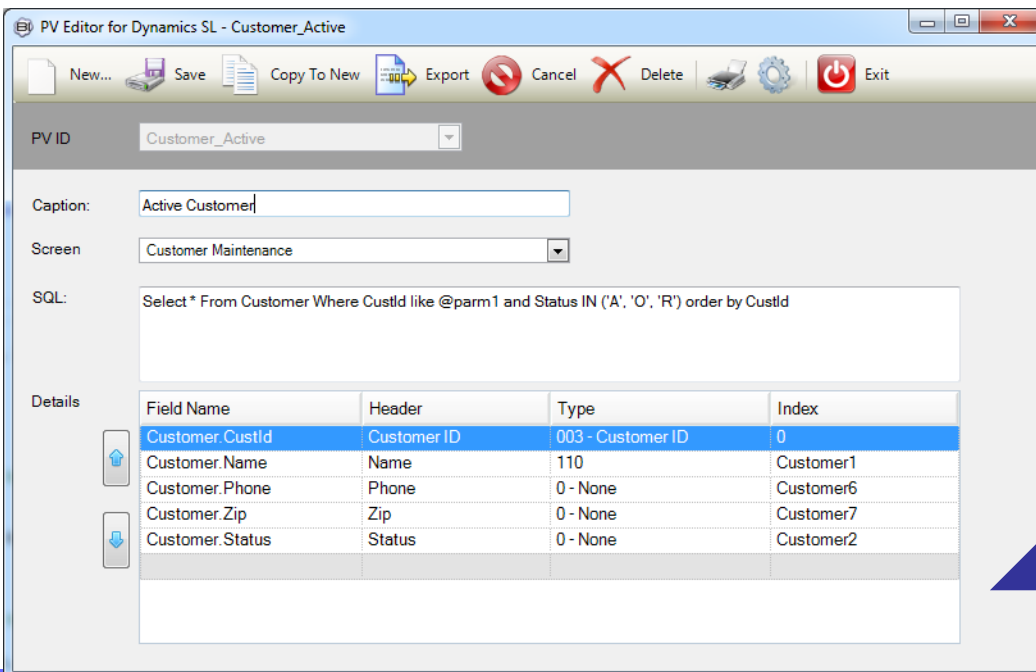 PV Editor for Dynamics SL - Customer_Active
New... Save Copy To New Export Cancel Delete Exit
PV ID Customer_Active
Caption: Active Customer
Screen Customer Maintenance
SQL: Select * From Customer Where CustId like @parm1 and Status IN ('A', 'O', 'R') order by CustId
Details Field Name Header Type Index
Customer.CustId Customer ID 003 - Customer ID 0
Customer.Name Name 110 Customer1
Customer.Phone Phone 0 - None Customer6
Customer.Zip Zip 0 - None Customer7
Customer.Status Status 0 - None Customer2